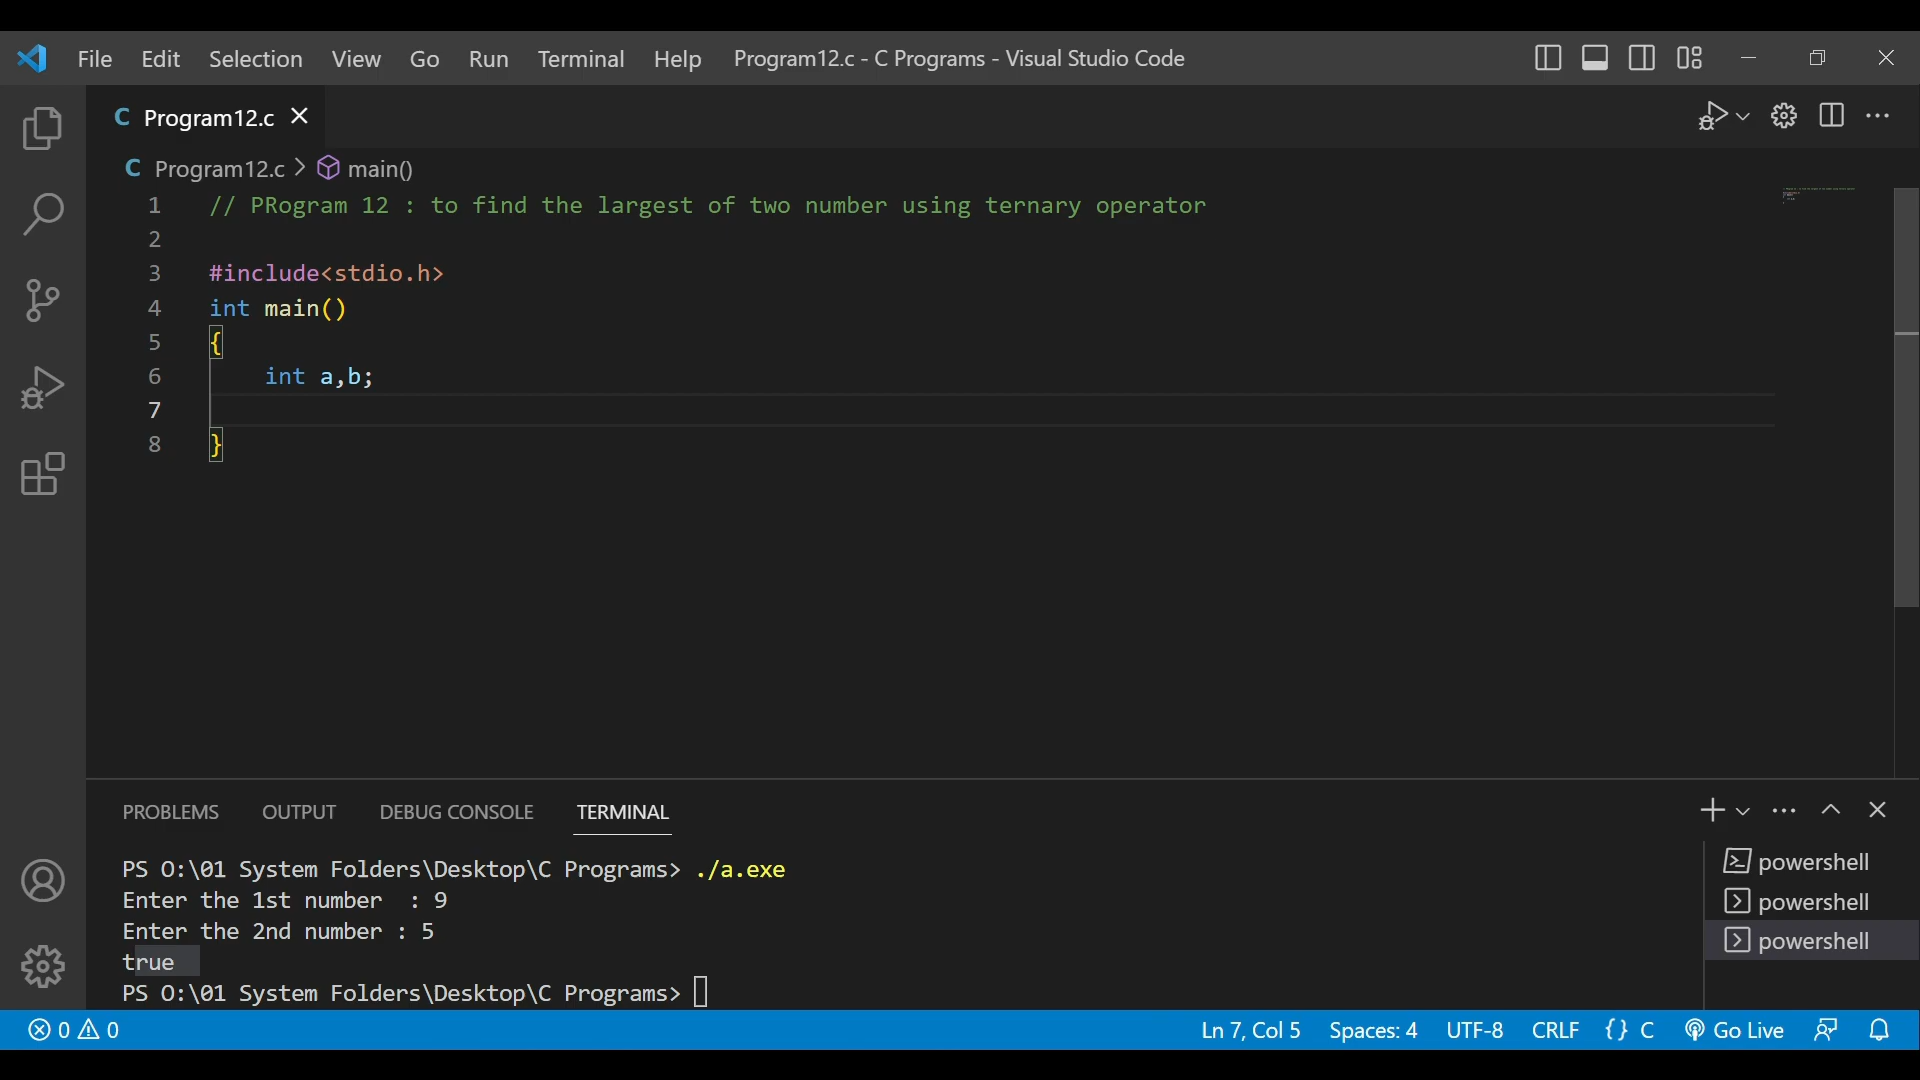 File Edit Selection View Go Run Terminal Help Program12.c - C Programs - Visual Studio Code
C Program12.c
C Program12.c > main()
1 // PRogram 12 : to find the largest of two number using ternary operator
2
3 #include<stdio.h>
4 int main()
5 {
6 int a,b;
7
8 }
PROBLEMS OUTPUT DEBUG CONSOLE TERMINAL
PS O:\01 System Folders\Desktop\C Programs> ./a.exe
Enter the 1st number  : 9
Enter the 2nd number : 5
true
PS O:\01 System Folders\Desktop\C Programs>
powershell
powershell
powershell
0 0 Ln 7, Col 5 Spaces: 4 UTF-8 CRLF {} C Go Live